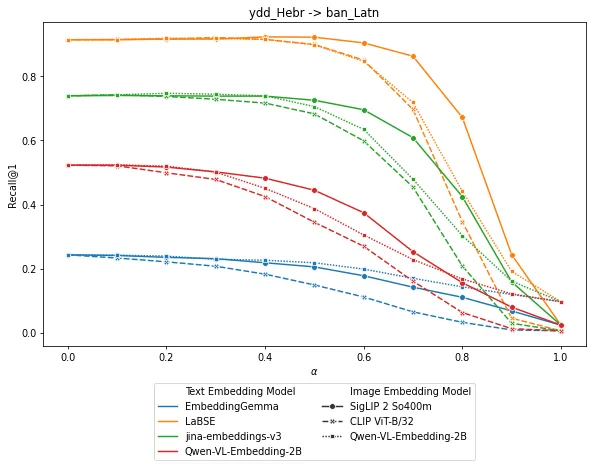 ydd_Hebr -> ban_Latn
Recall@1
0.8
0.6
0.4
0.2
0.0
0.0 0.2 0.4 0.6 0.8 1.0
α
Text Embedding Model
EmbeddingGemma
LaBSE
jina-embeddings-v3
Qwen-VL-Embedding-2B
Image Embedding Model
SigLIP 2 So400m
CLIP ViT-B/32
Qwen-VL-Embedding-2B